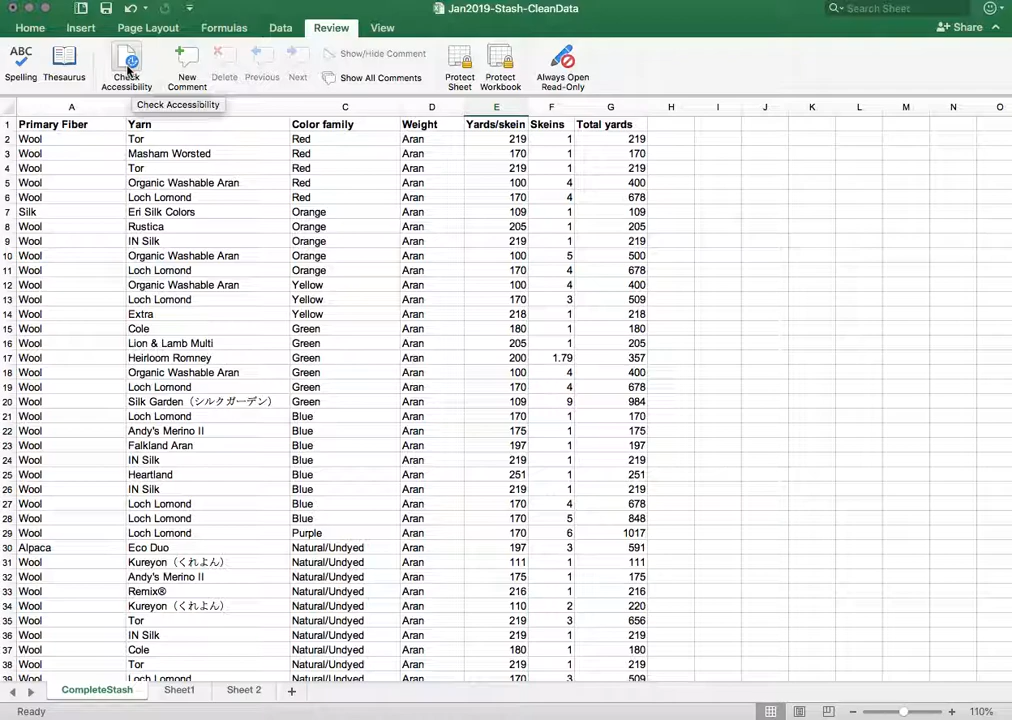 Jan2019-Stash-CleanData
Search Sheet
Home Insert Page Layout Formulas Data Review View Share
ABC
Spelling Thesaurus Check Accessibility New Comment Delete Previous Next Show/Hide Comment Show All Comments Protect Sheet Protect Workbook Always Open Read-Only
Check Accessibility
A B C D E F G H I J K L M N O
1 Primary Fiber Yarn Color family Weight Yards/skein Skeins Total yards
2 Wool Tor Red Aran 219 1 219
3 Wool Masham Worsted Red Aran 170 1 170
4 Wool Tor Red Aran 219 1 219
5 Wool Organic Washable Aran Red Aran 100 4 400
6 Wool Loch Lomond Red Aran 170 4 678
7 Silk Eri Silk Colors Orange Aran 109 1 109
8 Wool Rustica Orange Aran 205 1 205
9 Wool IN Silk Orange Aran 219 1 219
10 Wool Organic Washable Aran Orange Aran 100 5 500
11 Wool Loch Lomond Orange Aran 170 4 678
12 Wool Organic Washable Aran Yellow Aran 100 4 400
13 Wool Loch Lomond Yellow Aran 170 3 509
14 Wool Extra Yellow Aran 218 1 218
15 Wool Cole Green Aran 180 1 180
16 Wool Lion & Lamb Multi Green Aran 205 1 205
17 Wool Heirloom Romney Green Aran 200 1.79 357
18 Wool Organic Washable Aran Green Aran 100 4 400
19 Wool Loch Lomond Green Aran 170 4 678
20 Wool Silk Garden（シルクガーデン） Green Aran 109 9 984
21 Wool Loch Lomond Blue Aran 170 1 170
22 Wool Andy's Merino II Blue Aran 175 1 175
23 Wool Falkland Aran Blue Aran 197 1 197
24 Wool IN Silk Blue Aran 219 1 219
25 Wool Heartland Blue Aran 251 1 251
26 Wool IN Silk Blue Aran 219 1 219
27 Wool Loch Lomond Blue Aran 170 4 678
28 Wool Loch Lomond Blue Aran 170 5 848
29 Wool Loch Lomond Purple Aran 170 6 1017
30 Alpaca Eco Duo Natural/Undyed Aran 197 3 591
31 Wool Kureyon（くれよん） Natural/Undyed Aran 111 1 111
32 Wool Andy's Merino II Natural/Undyed Aran 175 1 175
33 Wool Remix® Natural/Undyed Aran 216 1 216
34 Wool Kureyon（くれよん） Natural/Undyed Aran 110 2 220
35 Wool Tor Natural/Undyed Aran 219 3 656
36 Wool IN Silk Natural/Undyed Aran 219 1 219
37 Wool Cole Natural/Undyed Aran 180 1 180
38 Wool Tor Natural/Undyed Aran 219 1 219
39 Wool Loch Lomond Natural/Undyed Aran 170 3 509
CompleteStash Sheet1 Sheet 2
Ready 110%